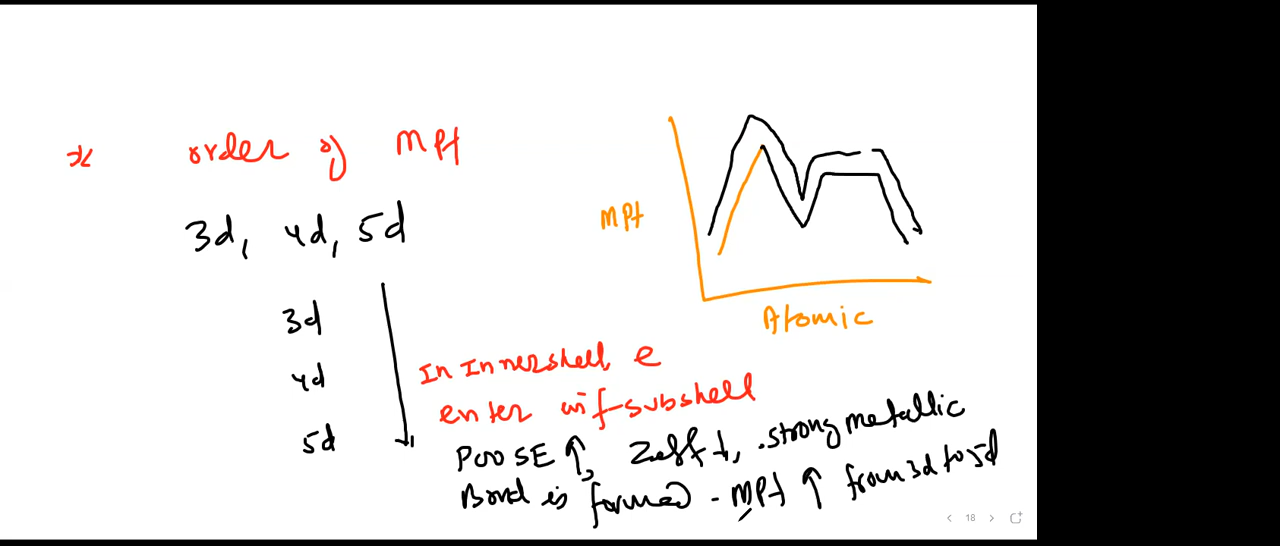 * order of MPt
3d, 4d, 5d
3d
4d
5d
MPt
Atomic
In Innershell, e
enter in f-subshell
Poor SE ↑, Zeff ↓, strong metallic
Bond is formed - MPt ↑ from 3d to 5d
18